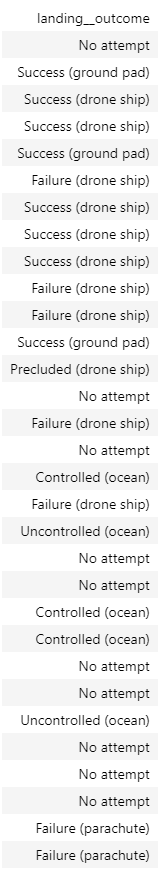 landing__outcome
No attempt
Success (ground pad)
Success (drone ship)
Success (drone ship)
Success (ground pad)
Failure (drone ship)
Success (drone ship)
Success (drone ship)
Success (drone ship)
Failure (drone ship)
Failure (drone ship)
Success (ground pad)
Precluded (drone ship)
No attempt
Failure (drone ship)
No attempt
Controlled (ocean)
Failure (drone ship)
Uncontrolled (ocean)
No attempt
No attempt
Controlled (ocean)
Controlled (ocean)
No attempt
No attempt
Uncontrolled (ocean)
No attempt
No attempt
No attempt
Failure (parachute)
Failure (parachute)